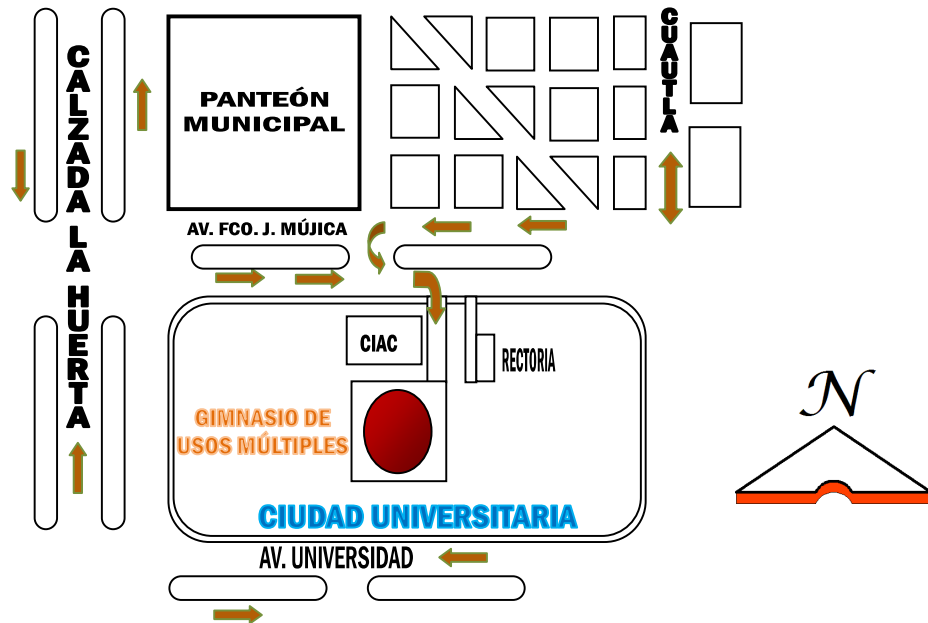 CALZADA LA HUERTA
PANTEÓN
MUNICIPAL
CUAUTLA
AV. FCO. J. MÚJICA
CIAC
RECTORIA
GIMNASIO DE
USOS MÚLTIPLES
CIUDAD UNIVERSITARIA
AV. UNIVERSIDAD
N